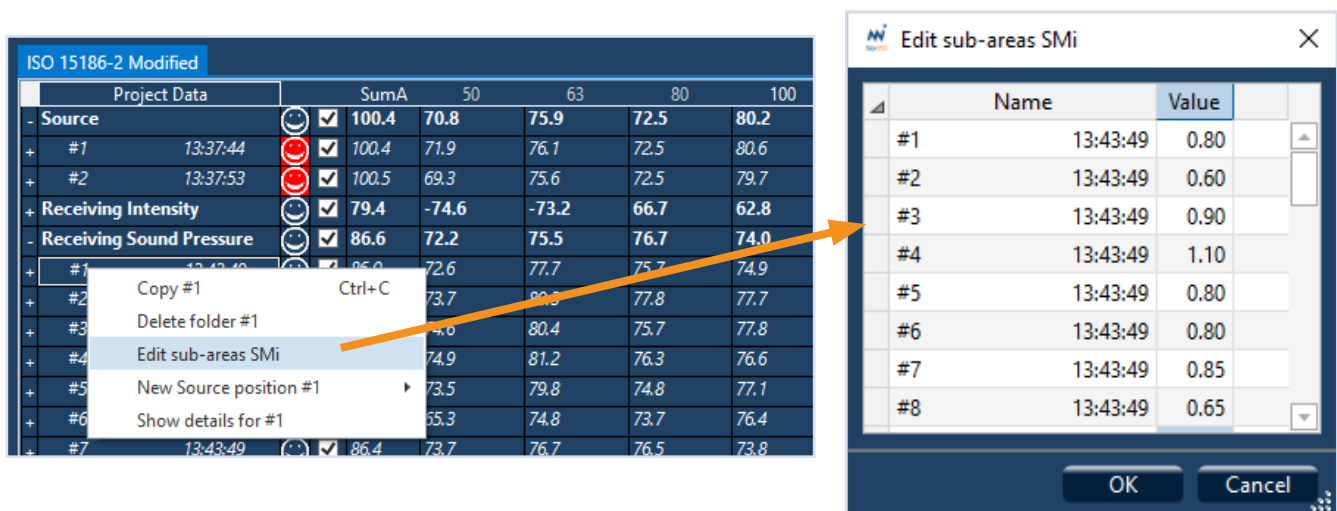 ISO 15186-2 Modified
Project Data SumA 50 63 80 100
- Source 100.4 70.8 75.9 72.5 80.2
+ #1 13:37:44 100.4 71.9 76.1 72.5 80.6
+ #2 13:37:53 100.5 69.3 75.6 72.5 79.7
+ Receiving Intensity 79.4 -74.6 -73.2 66.7 62.8
- Receiving Sound Pressure 86.6 72.2 75.5 76.7 74.0
+ #1 72.6 77.7 75.7 74.9
Copy #1 Ctrl+C
+ #2 73.7 77.8 77.7
Delete folder #1
+ #3 80.4 75.7 77.8
Edit sub-areas SMi
+ #4 74.9 81.2 76.3 76.6
New Source position #1
+ #5 73.5 79.8 74.8 77.1
Show details for #1
+ #6 65.3 74.8 73.7 76.4
+ #7 13:43:49 86.4 73.7 76.7 76.5 73.8
Edit sub-areas SMi
Name Value
#1 13:43:49 0.80
#2 13:43:49 0.60
#3 13:43:49 0.90
#4 13:43:49 1.10
#5 13:43:49 0.80
#6 13:43:49 0.80
#7 13:43:49 0.85
#8 13:43:49 0.65
OK Cancel